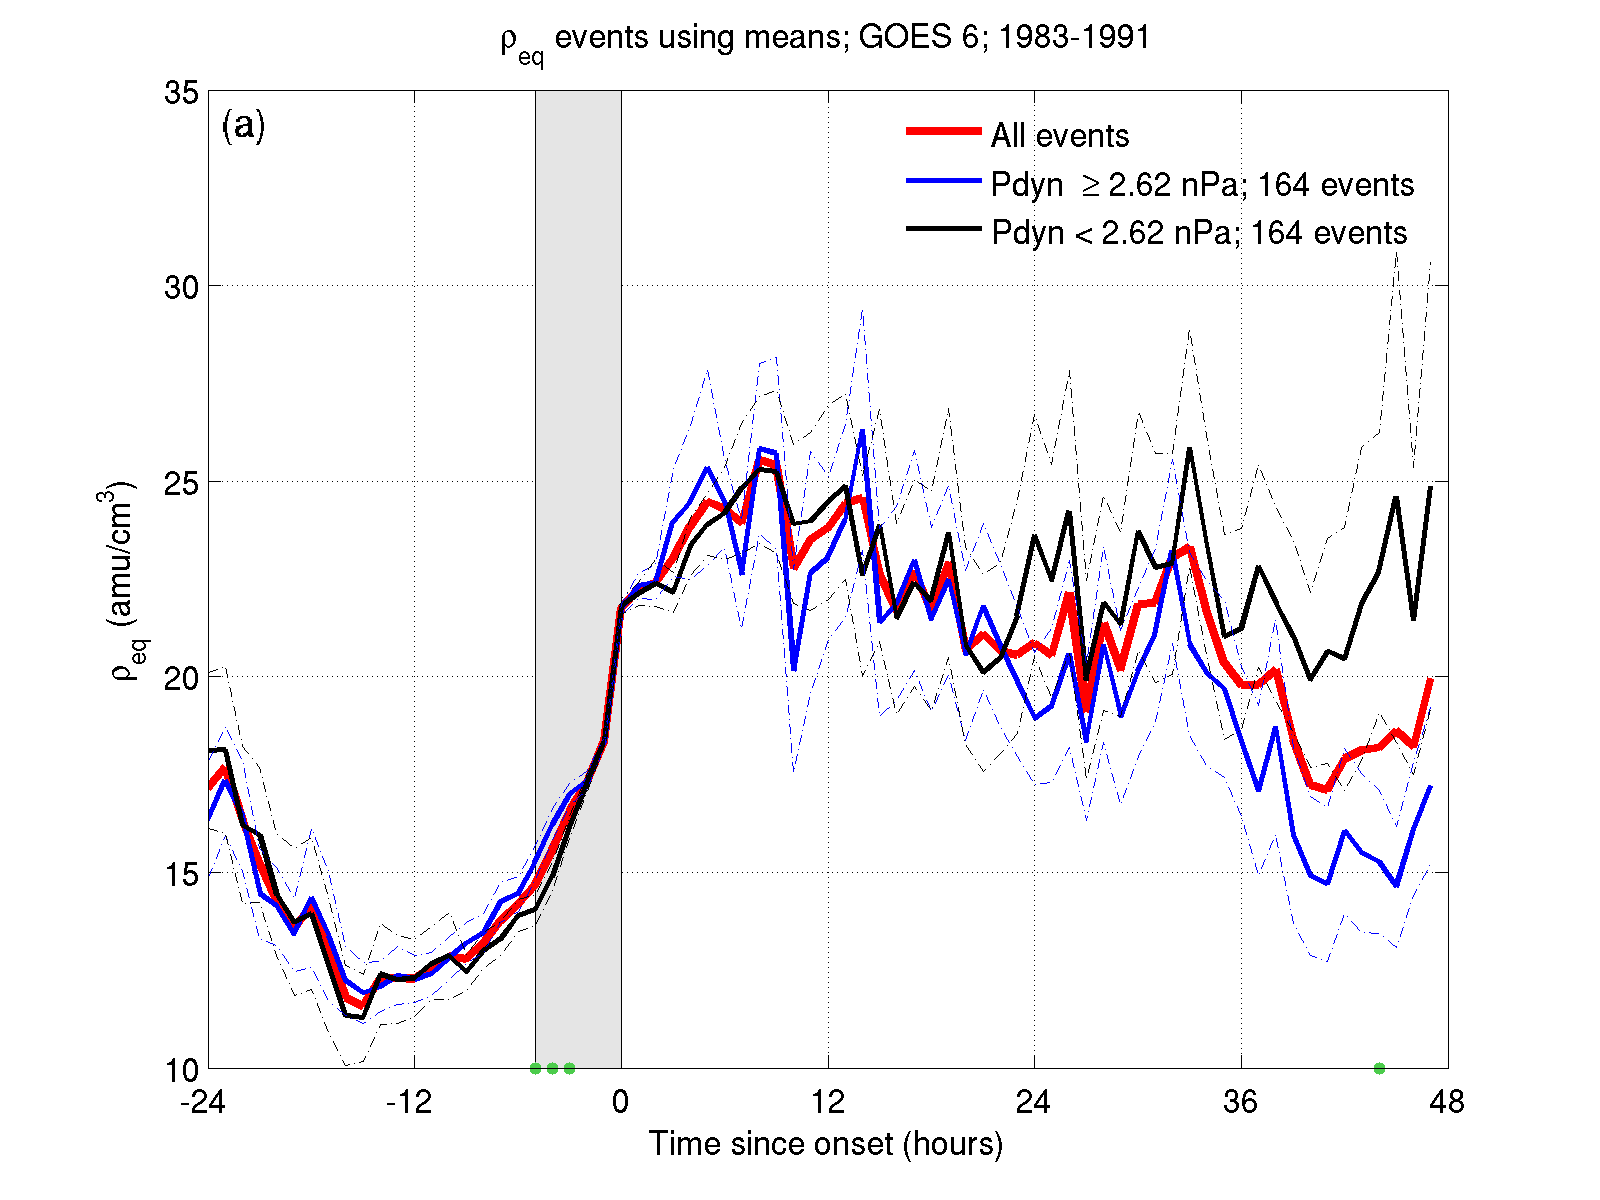 ρeq events using means; GOES 6; 1983-1991
(a)
All events
Pdyn ≥ 2.62 nPa; 164 events
Pdyn < 2.62 nPa; 164 events
35
30
25
20
15
10
ρeq (amu/cm³)
-24 -12 0 12 24 36 48
Time since onset (hours)